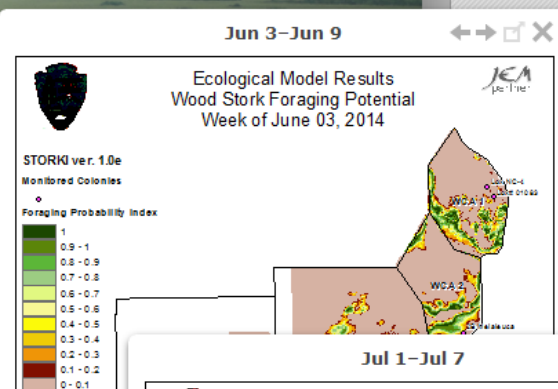 Jun 3–Jun 9
Ecological Model Results
Wood Stork Foraging Potential
Week of June 03, 2014
JEM
partner
STORKI ver. 1.0e
Monitored Colonies
Foraging Probability Index
1
0.9 - 1
0.8 - 0.9
0.7 - 0.8
0.6 - 0.7
0.5 - 0.6
0.4 - 0.5
0.3 - 0.4
0.2 - 0.3
0.1 - 0.2
0 - 0.1
WCA 1
WCA 2
Jul 1–Jul 7